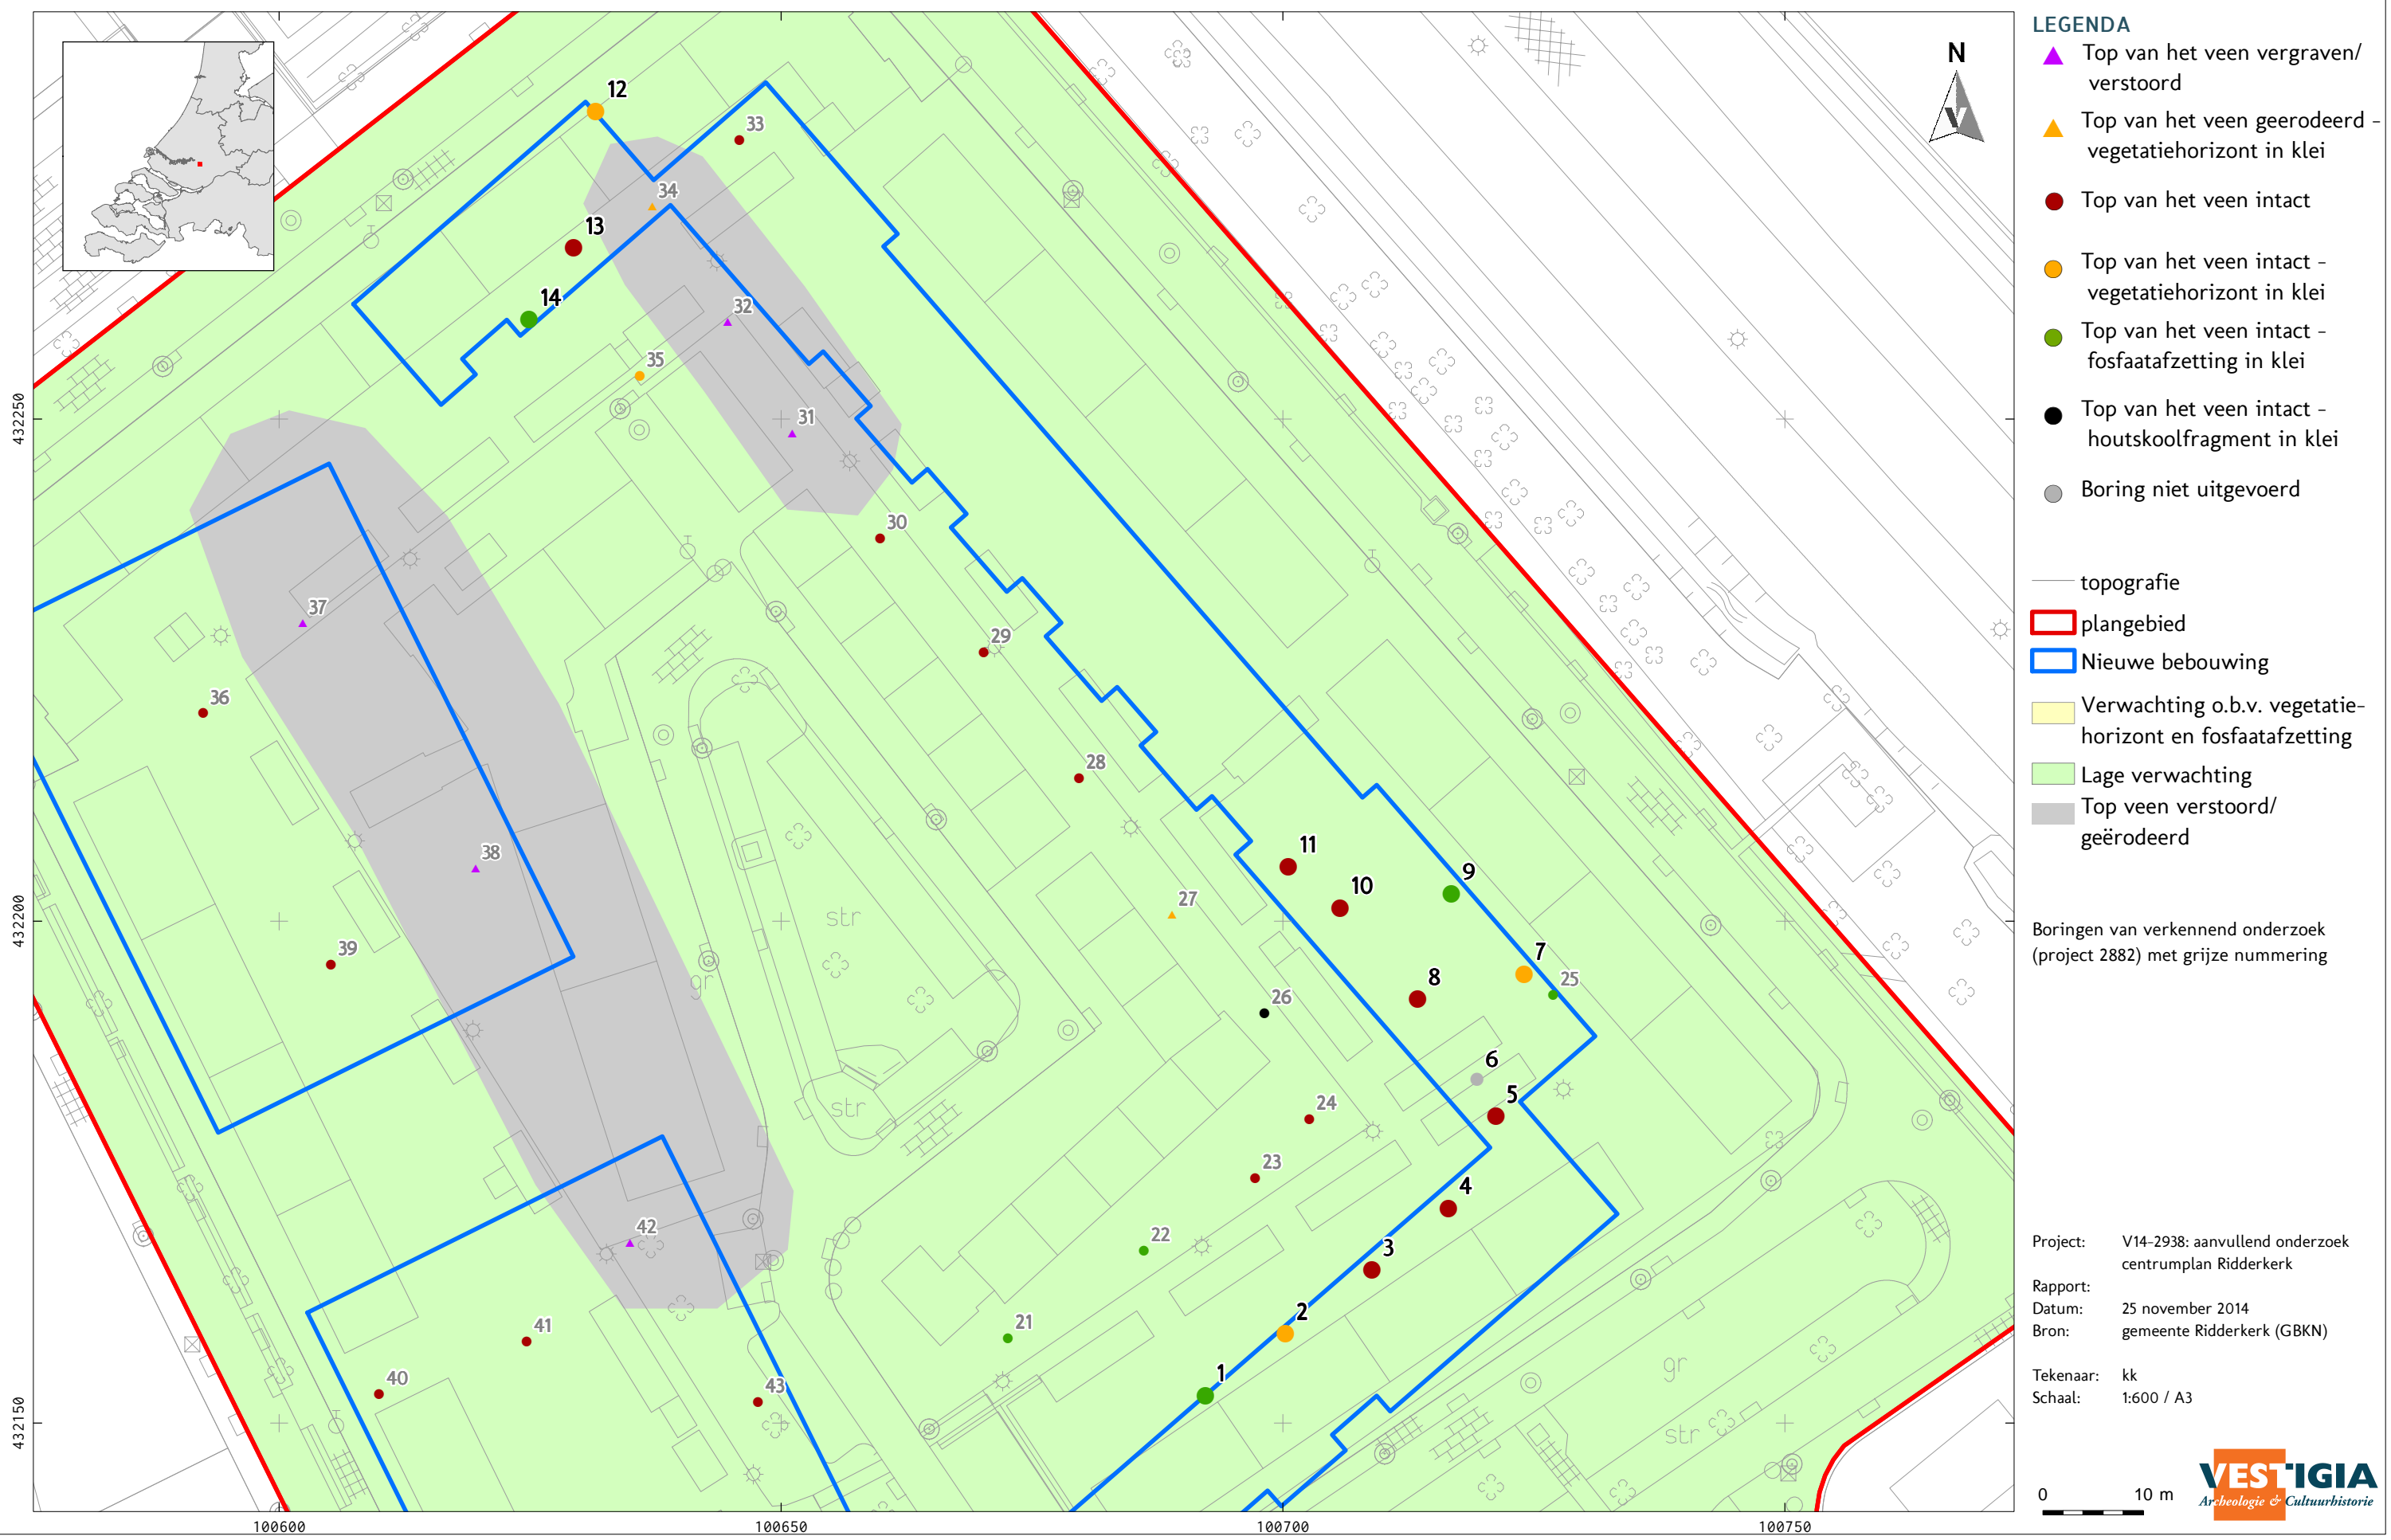 12
33
34
13
14
32
35
31
30
37
29
36
28
38
11
10
9
27
39
7
8
25
26
6
5
24
23
4
42
22
3
21
2
41
1
40
43
str
gr
str
gr
str
432250
432200
432150
100600
100650
100700
100750
N
V
LEGENDA
Top van het veen vergraven/
verstoord
Top van het veen geerodeerd -
vegetatiehorizont in klei
Top van het veen intact
Top van het veen intact -
vegetatiehorizont in klei
Top van het veen intact -
fosfaatafzetting in klei
Top van het veen intact -
houtskoolfragment in klei
Boring niet uitgevoerd
topografie
plangebied
Nieuwe bebouwing
Verwachting o.b.v. vegetatie-
horizont en fosfaatafzetting
Lage verwachting
Top veen verstoord/
geërodeerd
Boringen van verkennend onderzoek
(project 2882) met grijze nummering
Project: V14-2938: aanvullend onderzoek
centrumplan Ridderkerk
Rapport:
Datum: 25 november 2014
Bron: gemeente Ridderkerk (GBKN)
Tekenaar: kk
Schaal: 1:600 / A3
0 10 m
VESTIGIA
Archeologie & Cultuurhistorie